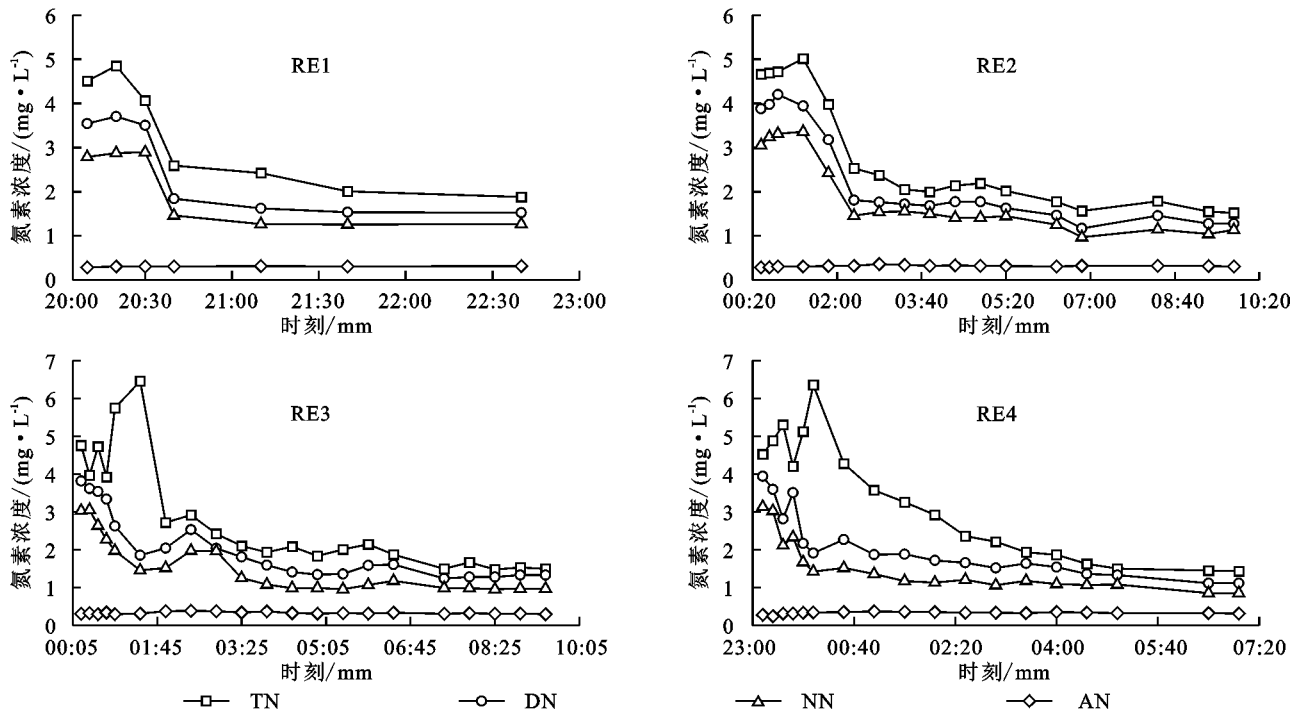 6 5 4 3 2 1 0
氮素浓度/(mg·L⁻¹)
RE1
20:00 20:30 21:00 21:30 22:00 22:30 23:00
时刻/mm
6 5 4 3 2 1 0
氮素浓度/(mg·L⁻¹)
RE2
00:20 02:00 03:40 05:20 07:00 08:40 10:20
时刻/mm
7 6 5 4 3 2 1 0
氮素浓度/(mg·L⁻¹)
RE3
00:05 01:45 03:25 05:05 06:45 08:25 10:05
时刻/mm
7 6 5 4 3 2 1 0
氮素浓度/(mg·L⁻¹)
RE4
23:00 00:40 02:20 04:00 05:40 07:20
时刻/mm
TN DN NN AN